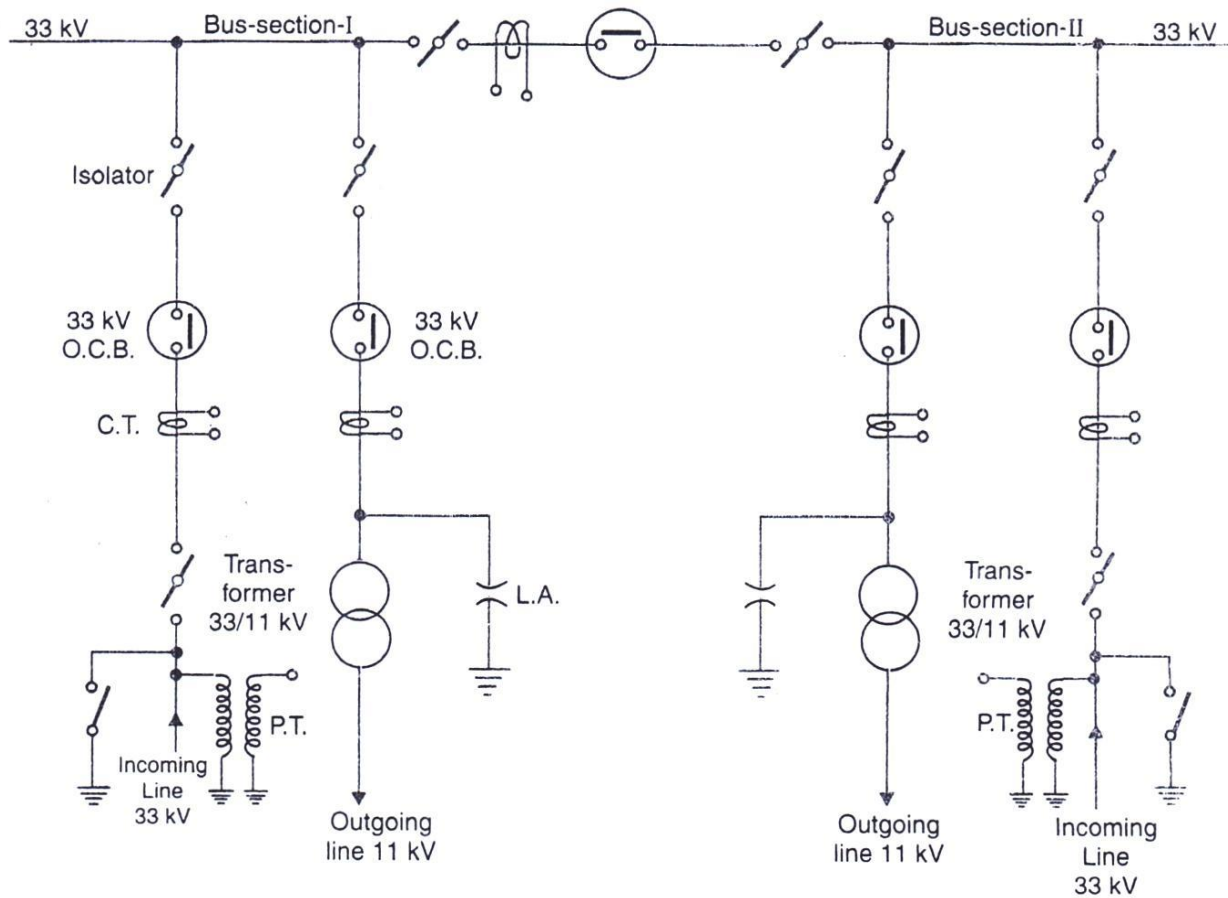 33 kV
Bus-section-I
Bus-section-II
33 kV
Isolator
33 kV
O.C.B.
33 kV
O.C.B.
C.T.
Trans-
former
33/11 kV
L.A.
Trans-
former
33/11 kV
P.T.
P.T.
Incoming
Line
33 kV
Outgoing
line 11 kV
Outgoing
line 11 kV
Incoming
Line
33 kV